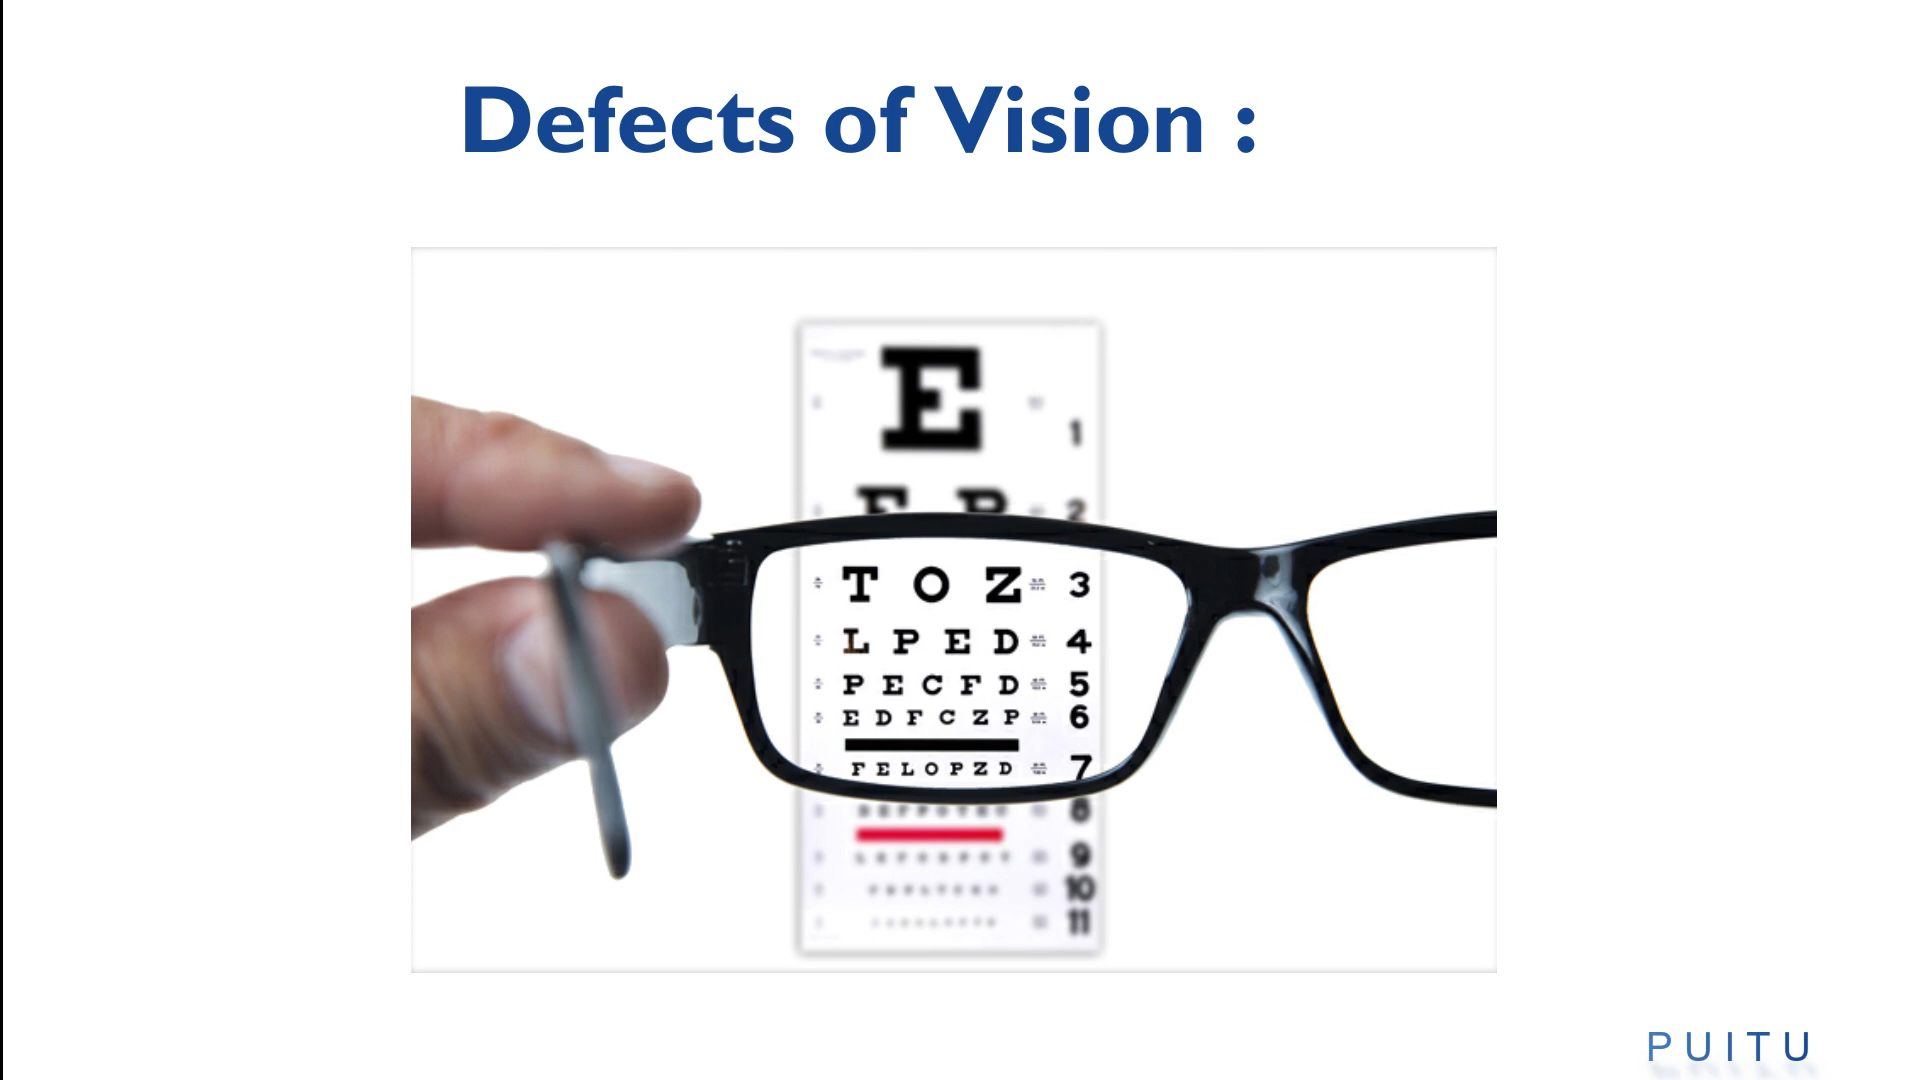 Defects of Vision :
E
1
2
T O Z 3
L P E D 4
P E C F D 5
E D F C Z P 6
F E L O P Z D 7
8
9
10
11
PUITU